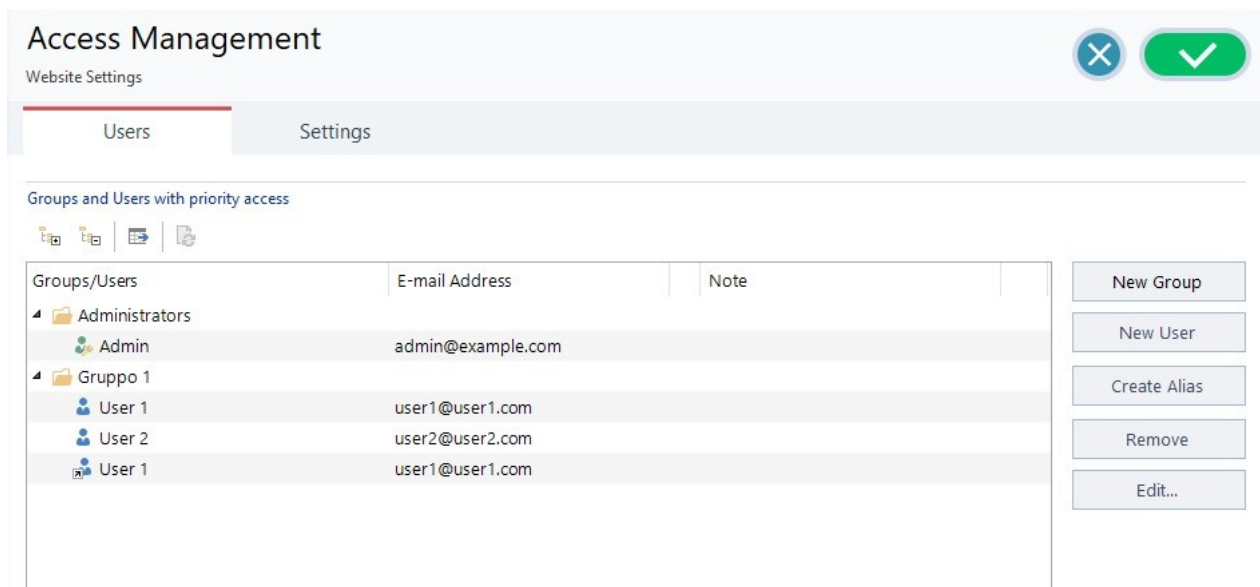 Access Management
Website Settings
Users Settings
Groups and Users with priority access
Groups/Users E-mail Address Note
Administrators
Admin admin@example.com
Gruppo 1
User 1 user1@user1.com
User 2 user2@user2.com
User 1 user1@user1.com
New Group
New User
Create Alias
Remove
Edit...